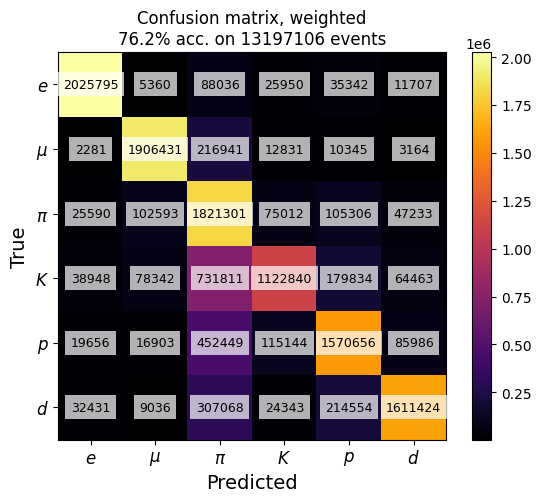 Confusion matrix, weighted
76.2% acc. on 13197106 events
1e6
e 2025795 5360 88036 25950 35342 11707 2.00
μ 2281 1906431 216941 12831 10345 3164 1.75
1.50
π 25590 102593 1821301 75012 105306 47233
1.25
True
K 38948 78342 731811 1122840 179834 64463 1.00
0.75
p 19656 16903 452449 115144 1570656 85986
0.50
d 32431 9036 307068 24343 214554 1611424 0.25
e μ π K p d
Predicted